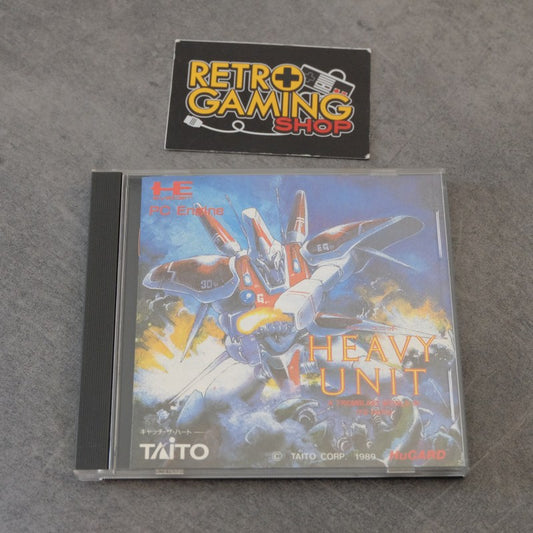 RETRO
GAMING
SHOP
HE
PC Engine
30
G
HEAVY
UNIT
キャッチ・ザ・ハート
TAITO
© TAITO CORP. 1989 HuCARD